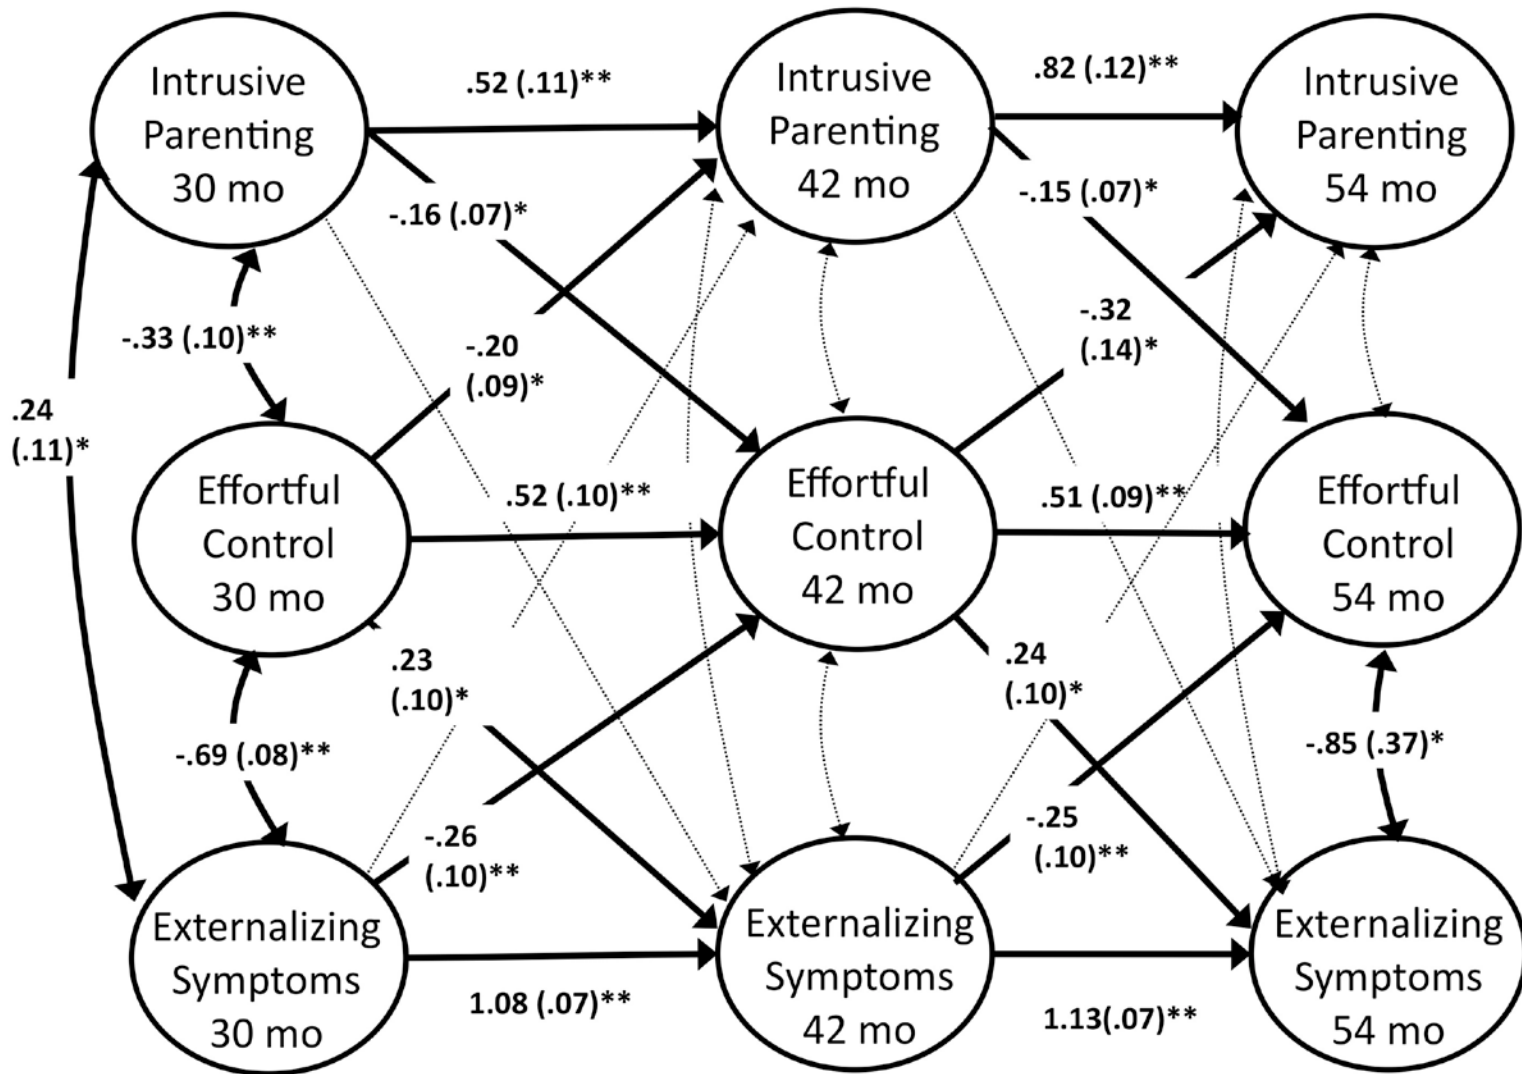 Intrusive
Parenting
30 mo
.52 (.11)**
Intrusive
Parenting
42 mo
.82 (.12)**
Intrusive
Parenting
54 mo
-.16 (.07)*
-.15 (.07)*
-.33 (.10)**
-.20
(.09)*
-.32
(.14)*
.24
(.11)*
Effortful
Control
30 mo
.52 (.10)**
Effortful
Control
42 mo
.51 (.09)**
Effortful
Control
54 mo
.23
(.10)*
.24
(.10)*
-.69 (.08)**
-.85 (.37)*
-.26
(.10)**
-.25
(.10)**
Externalizing
Symptoms
30 mo
1.08 (.07)**
Externalizing
Symptoms
42 mo
1.13(.07)**
Externalizing
Symptoms
54 mo